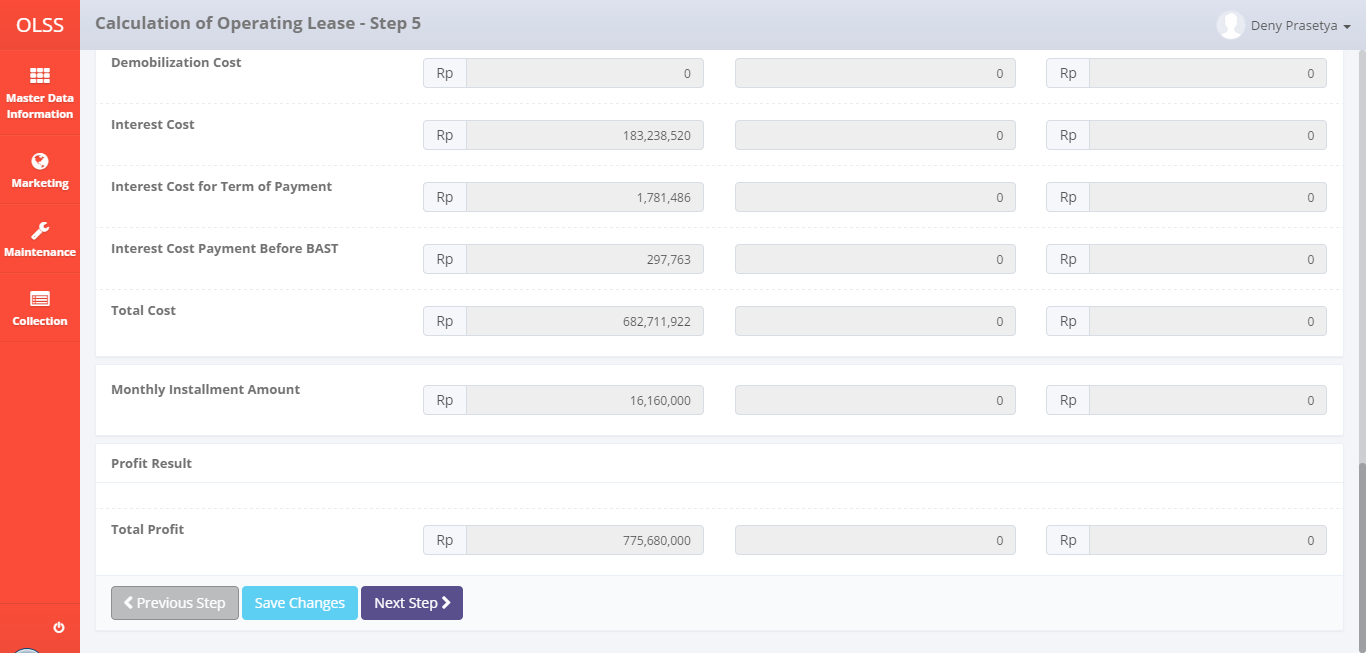 OLSS
Calculation of Operating Lease - Step 5
Deny Prasetya
Master Data
Information
Marketing
Maintenance
Collection
Demobilization Cost
Rp 0 0 Rp 0
Interest Cost
Rp 183,238,520 0 Rp 0
Interest Cost for Term of Payment
Rp 1,781,486 0 Rp 0
Interest Cost Payment Before BAST
Rp 297,763 0 Rp 0
Total Cost
Rp 682,711,922 0 Rp 0
Monthly Installment Amount
Rp 16,160,000 0 Rp 0
Profit Result
Total Profit
Rp 775,680,000 0 Rp 0
Previous Step Save Changes Next Step